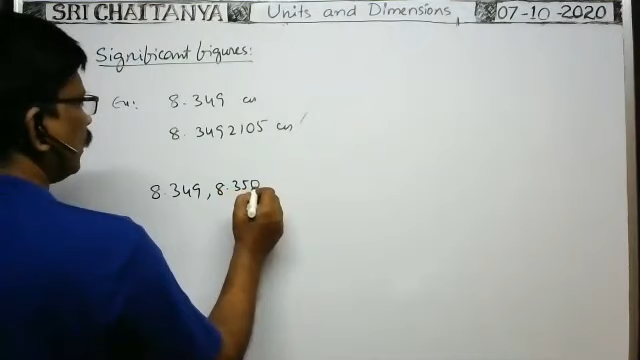 SRI CHAITANYA Units and Dimensions 07-10-2020
Significant figures:
Ex: 8.349 cm
8.3492105 cm
8.349, 8.350